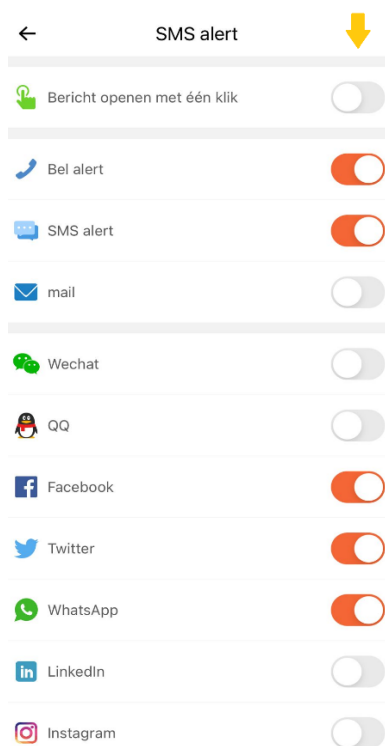 SMS alert
Bericht openen met één klik
Bel alert
SMS alert
mail
Wechat
QQ
Facebook
Twitter
WhatsApp
LinkedIn
Instagram